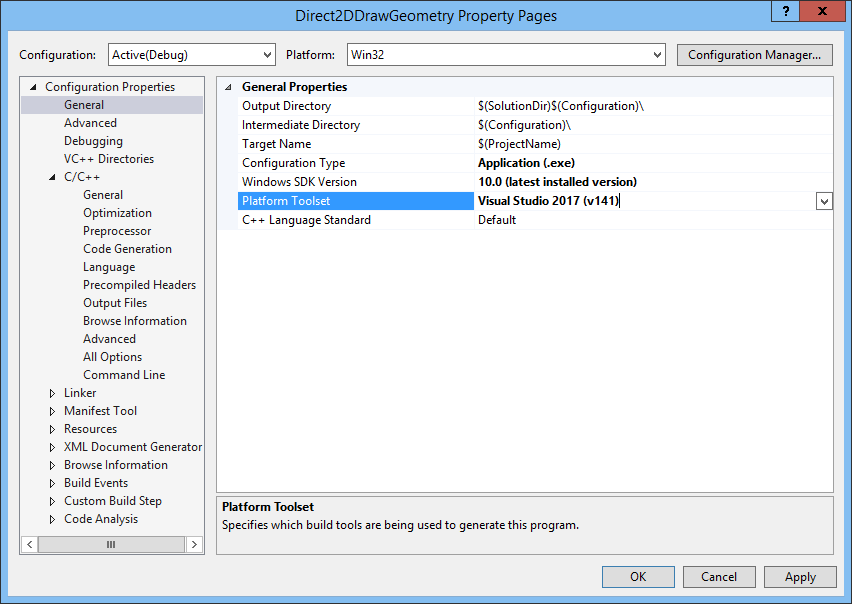 Direct2DDrawGeometry Property Pages
? X
Configuration: Active(Debug) Platform: Win32 Configuration Manager...
Configuration Properties
General
Advanced
Debugging
VC++ Directories
C/C++
General
Optimization
Preprocessor
Code Generation
Language
Precompiled Headers
Output Files
Browse Information
Advanced
All Options
Command Line
Linker
Manifest Tool
Resources
XML Document Generator
Browse Information
Build Events
Custom Build Step
Code Analysis
General Properties
Output Directory $(SolutionDir)$(Configuration)\
Intermediate Directory $(Configuration)\
Target Name $(ProjectName)
Configuration Type Application (.exe)
Windows SDK Version 10.0 (latest installed version)
Platform Toolset Visual Studio 2017 (v141)
C++ Language Standard Default
Platform Toolset
Specifies which build tools are being used to generate this program.
OK Cancel Apply